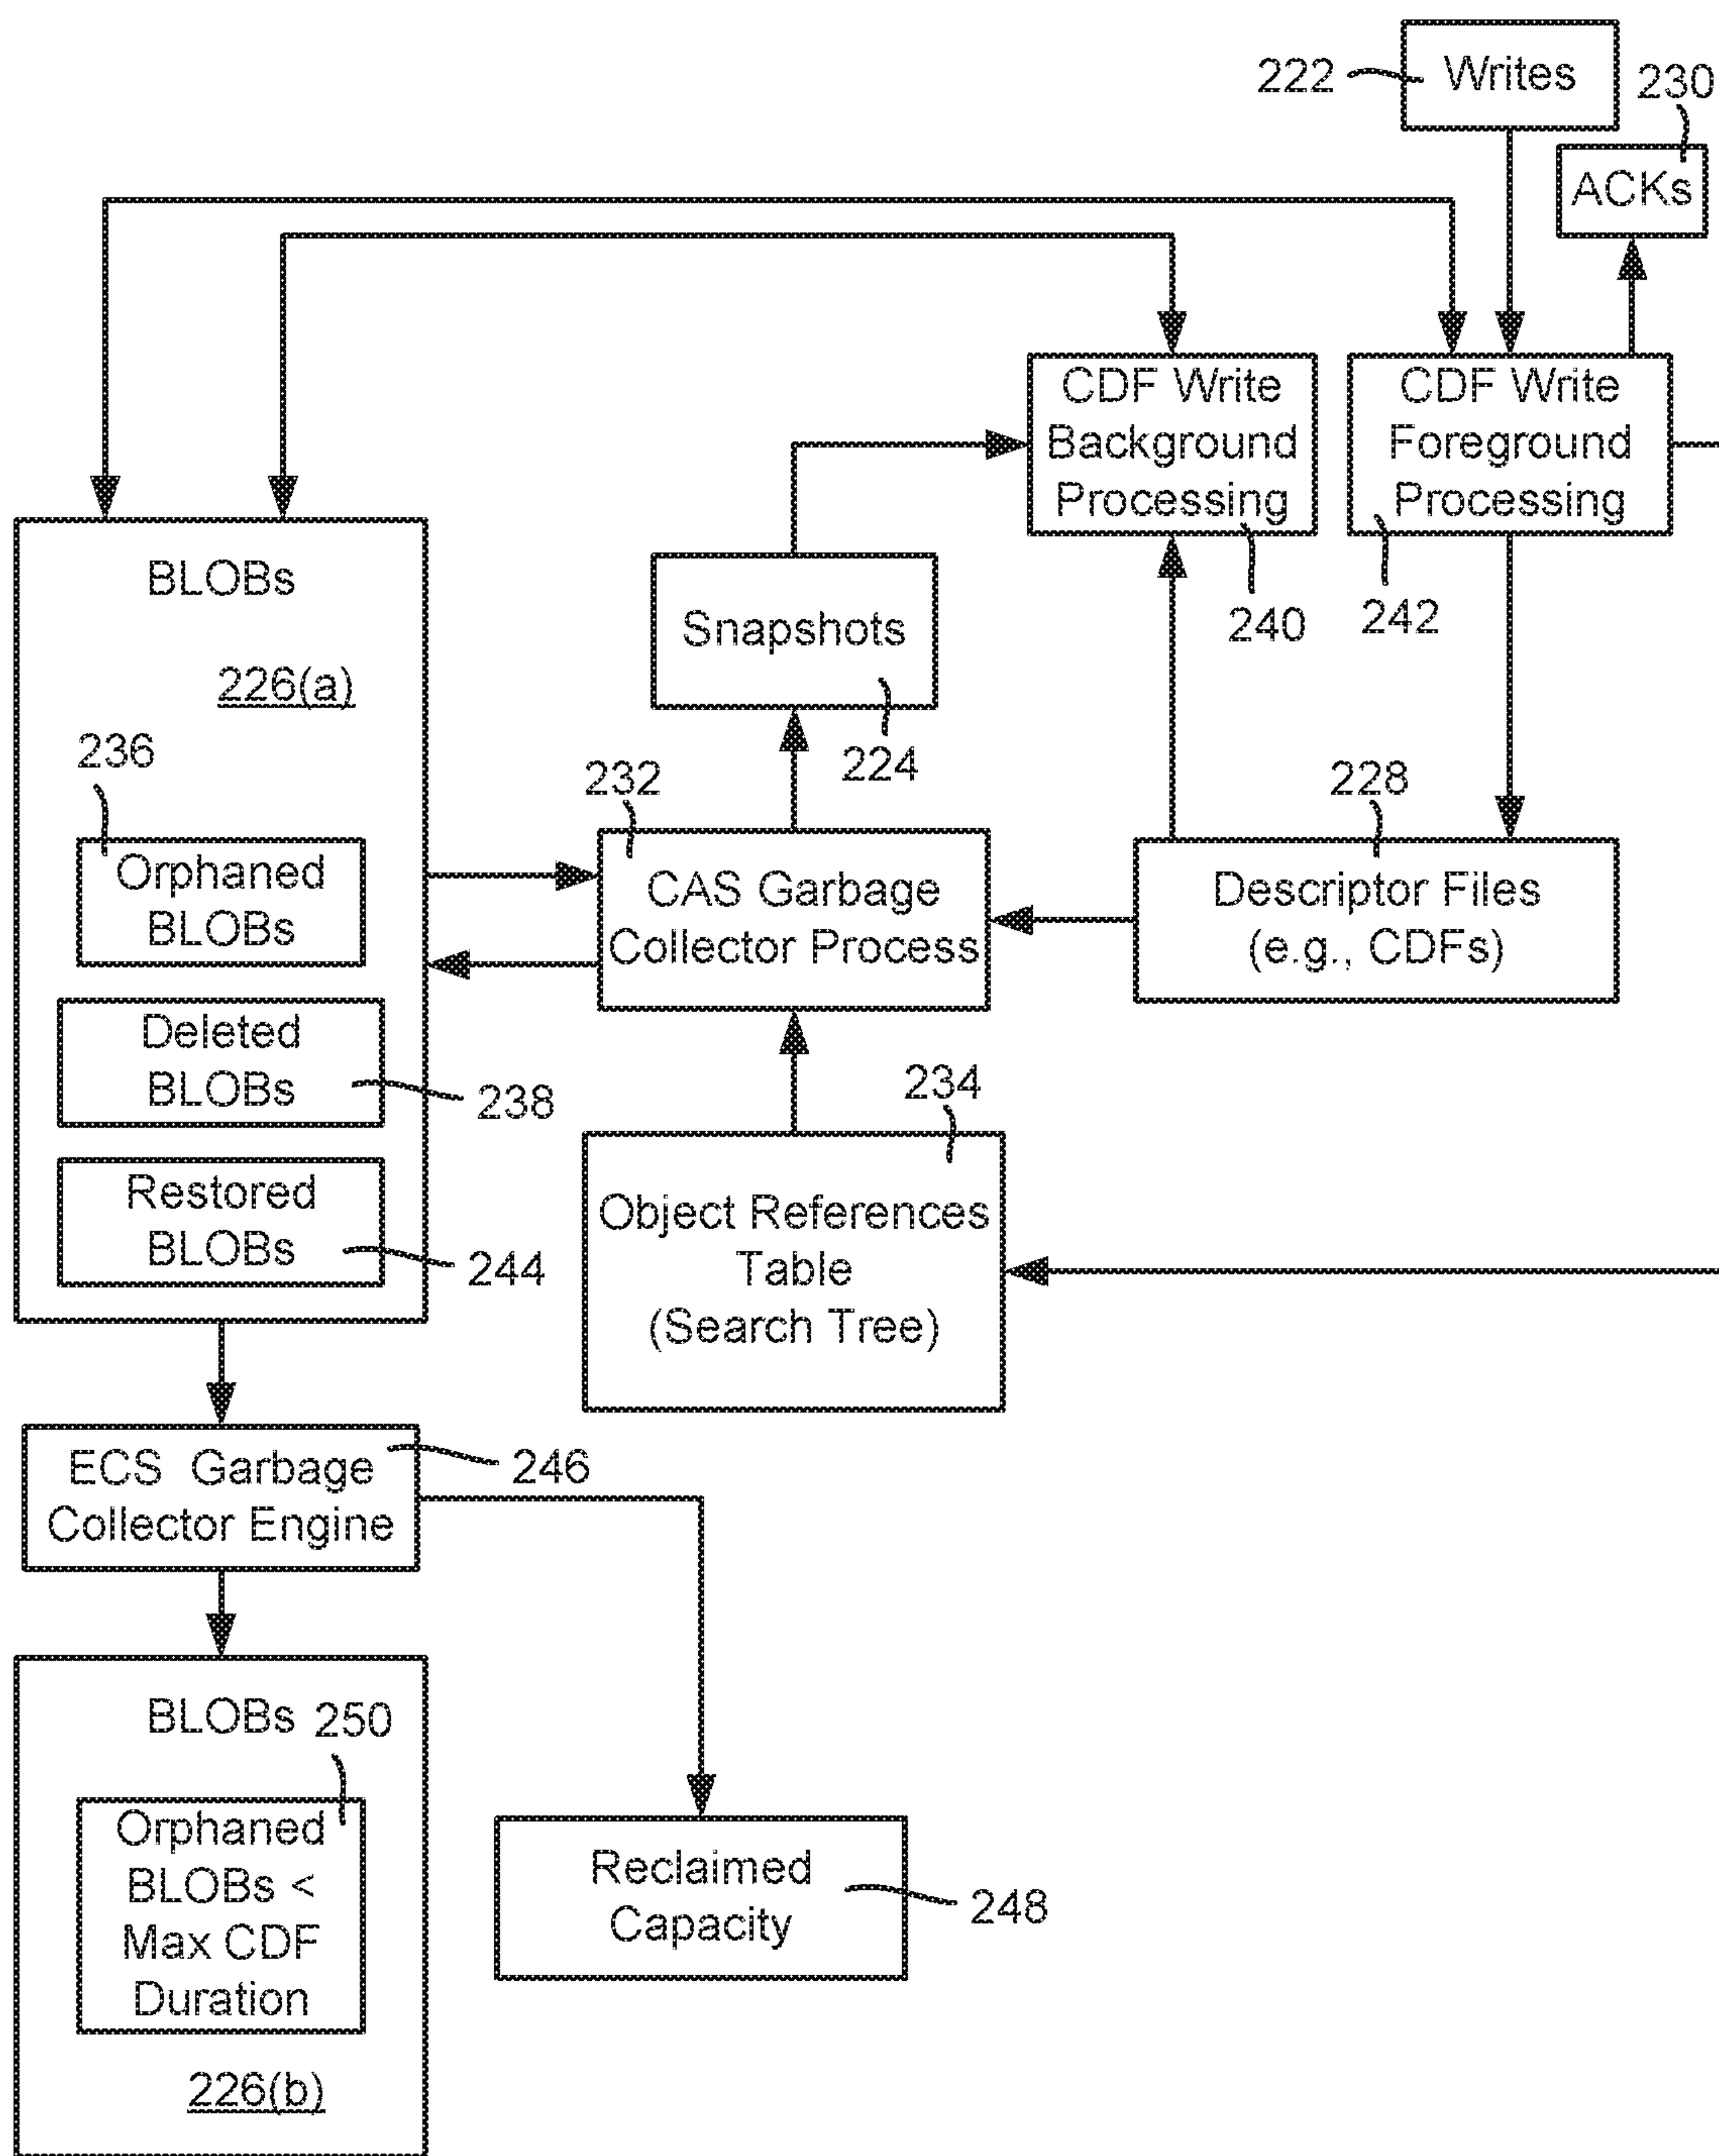 222
Writes
230
ACKs
CDF Write
Background
Processing
240
CDF Write
Foreground
Processing
242
BLOBs
226(a)
Snapshots
224
236
Orphaned
BLOBs
232
CAS Garbage
Collector Process
228
Descriptor Files
(e.g., CDFs)
Deleted
BLOBs
238
Restored
BLOBs
244
234
Object References
Table
(Search Tree)
ECS Garbage
Collector Engine
246
BLOBs
250
Orphaned
BLOBs <
Max CDF
Duration
226(b)
Reclaimed
Capacity
248